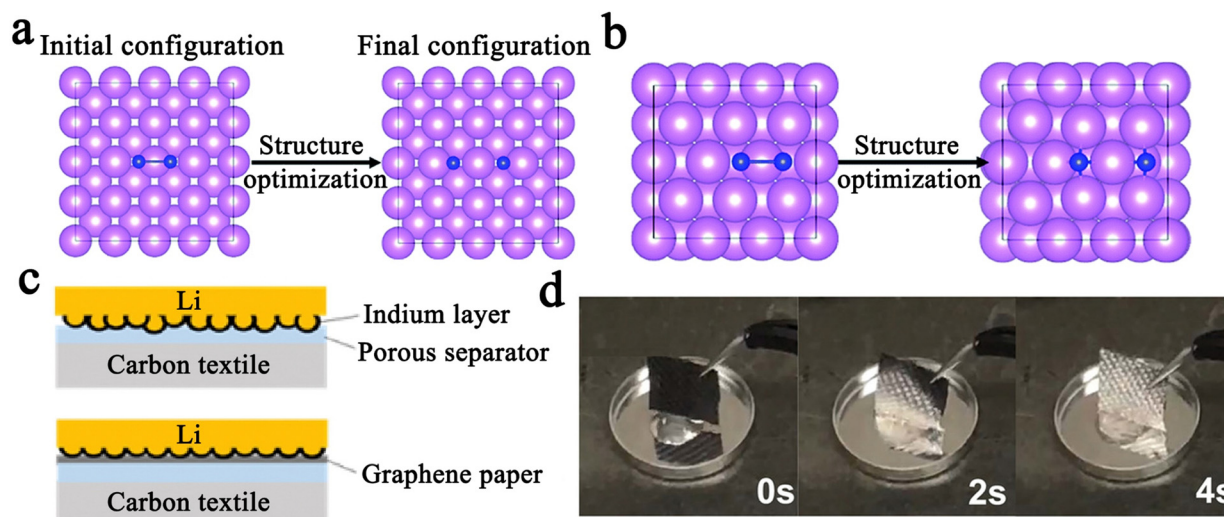 a
Initial configuration
Final configuration
Structure
optimization
b
Structure
optimization
c
Li
Indium layer
Porous separator
Carbon textile
Li
Graphene paper
Carbon textile
d
0s
2s
4s